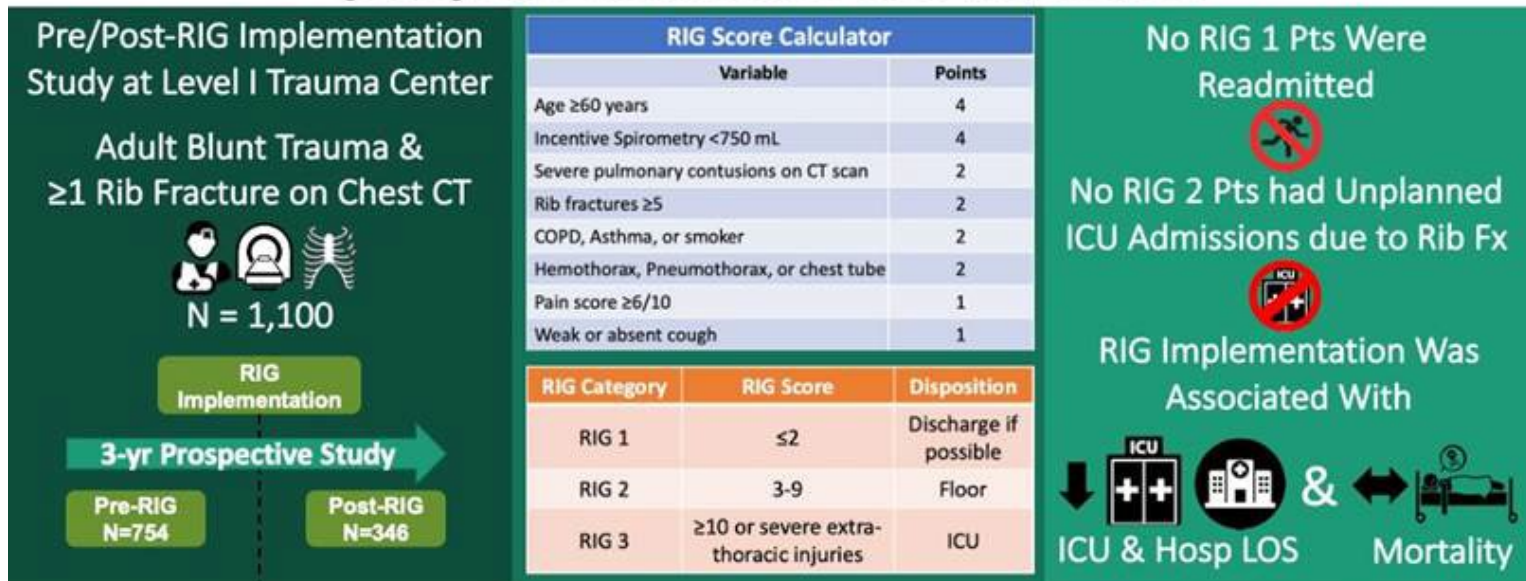 Pre/Post-RIG Implementation
Study at Level I Trauma Center
Adult Blunt Trauma &
≥1 Rib Fracture on Chest CT
N = 1,100
RIG
Implementation
3-yr Prospective Study
Pre-RIG
N=754
Post-RIG
N=346
RIG Score Calculator
Variable Points
Age ≥60 years 4
Incentive Spirometry <750 mL 4
Severe pulmonary contusions on CT scan 2
Rib fractures ≥5 2
COPD, Asthma, or smoker 2
Hemothorax, Pneumothorax, or chest tube 2
Pain score ≥6/10 1
Weak or absent cough 1
RIG Category RIG Score Disposition
RIG 1 ≤2 Discharge if
possible
RIG 2 3-9 Floor
RIG 3 ≥10 or severe extra-
thoracic injuries ICU
No RIG 1 Pts Were
Readmitted
No RIG 2 Pts had Unplanned
ICU Admissions due to Rib Fx
ICU
RIG Implementation Was
Associated With
ICU
&
ICU & Hosp LOS
Mortality